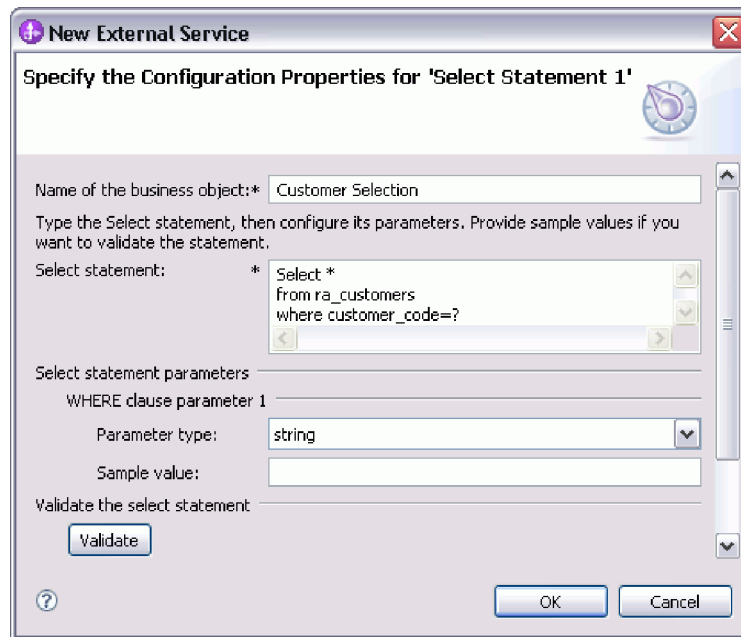 New External Service
Specify the Configuration Properties for 'Select Statement 1'
Name of the business object:* Customer Selection
Type the Select statement, then configure its parameters. Provide sample values if you
want to validate the statement.
Select statement: * Select *
from ra_customers
where customer_code=?
Select statement parameters
WHERE clause parameter 1
Parameter type: string
Sample value:
Validate the select statement
Validate
? OK Cancel